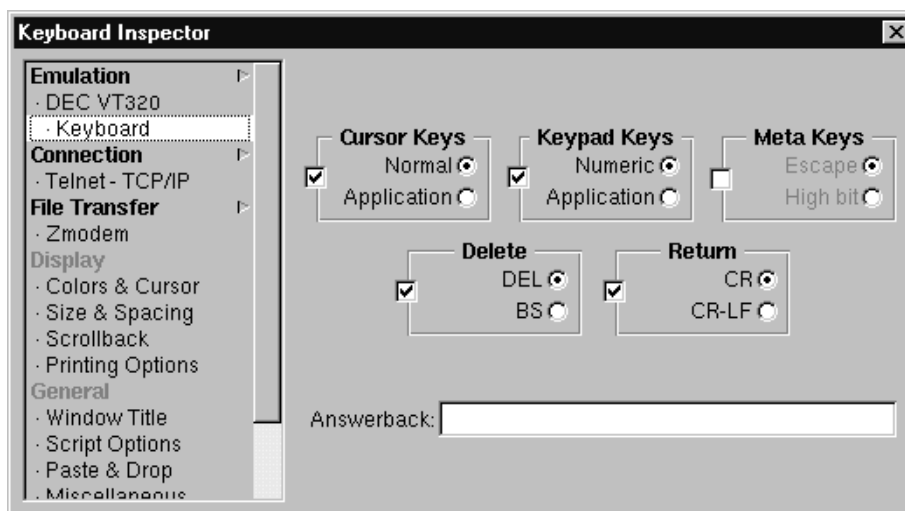 Keyboard Inspector
Emulation
· DEC VT320
· Keyboard
Connection
· Telnet - TCP/IP
File Transfer
· Zmodem
Display
· Colors & Cursor
· Size & Spacing
· Scrollback
· Printing Options
General
· Window Title
· Script Options
· Paste & Drop
· Miscellaneous
Cursor Keys
Normal
Application
Keypad Keys
Numeric
Application
Meta Keys
Escape
High bit
Delete
DEL
BS
Return
CR
CR-LF
Answerback: